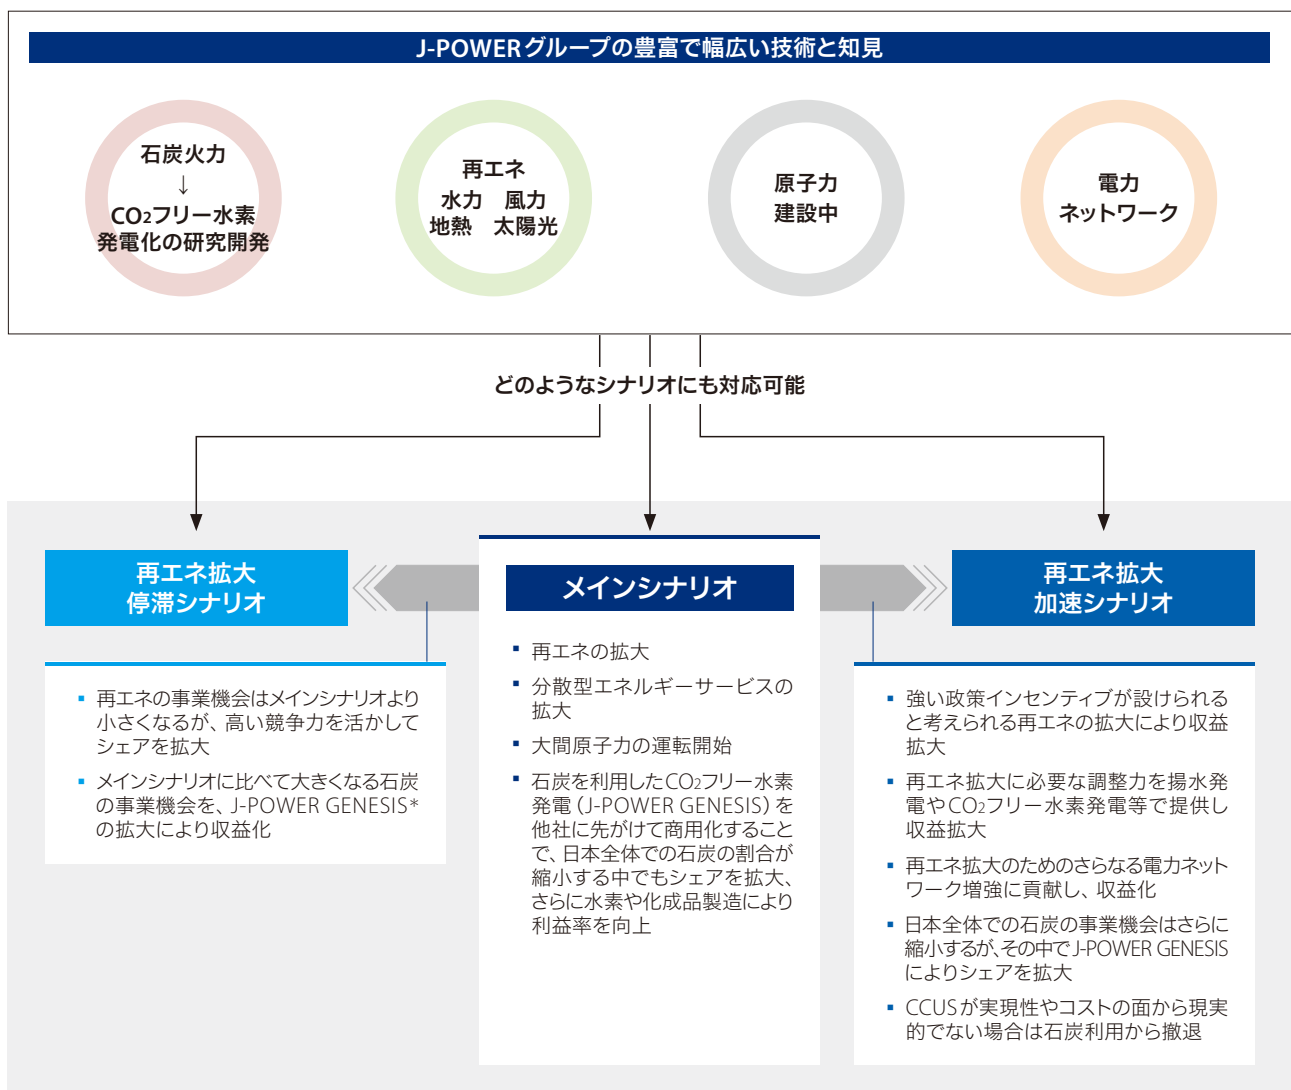 J-POWERグループの豊富で幅広い技術と知見
石炭火力
↓
CO2フリー水素
発電化の研究開発
再エネ
水力 風力
地熱 太陽光
原子力
建設中
電力
ネットワーク
どのようなシナリオにも対応可能
再エネ拡大
停滞シナリオ
▪ 再エネの事業機会はメインシナリオより
小さくなるが、高い競争力を活かして
シェアを拡大
▪ メインシナリオに比べて大きくなる石炭
の事業機会を、J-POWER GENESIS*
の拡大により収益化
メインシナリオ
▪ 再エネの拡大
▪ 分散型エネルギーサービスの
拡大
▪ 大間原子力の運転開始
▪ 石炭を利用したCO2フリー水素
発電（J-POWER GENESIS）を
他社に先がけて商用化すること
で、日本全体での石炭の割合が
縮小する中でもシェアを拡大、
さらに水素や化成品製造により
利益率を向上
再エネ拡大
加速シナリオ
▪ 強い政策インセンティブが設けられる
と考えられる再エネの拡大により収益
拡大
▪ 再エネ拡大に必要な調整力を揚水発
電やCO2フリー水素発電等で提供し
収益拡大
▪ 再エネ拡大のためのさらなる電力ネット
ワーク増強に貢献し、収益化
▪ 日本全体での石炭の事業機会はさらに
縮小するが、その中でJ-POWER GENESIS
によりシェアを拡大
▪ CCUSが実現性やコストの面から現実
的でない場合は石炭利用から撤退